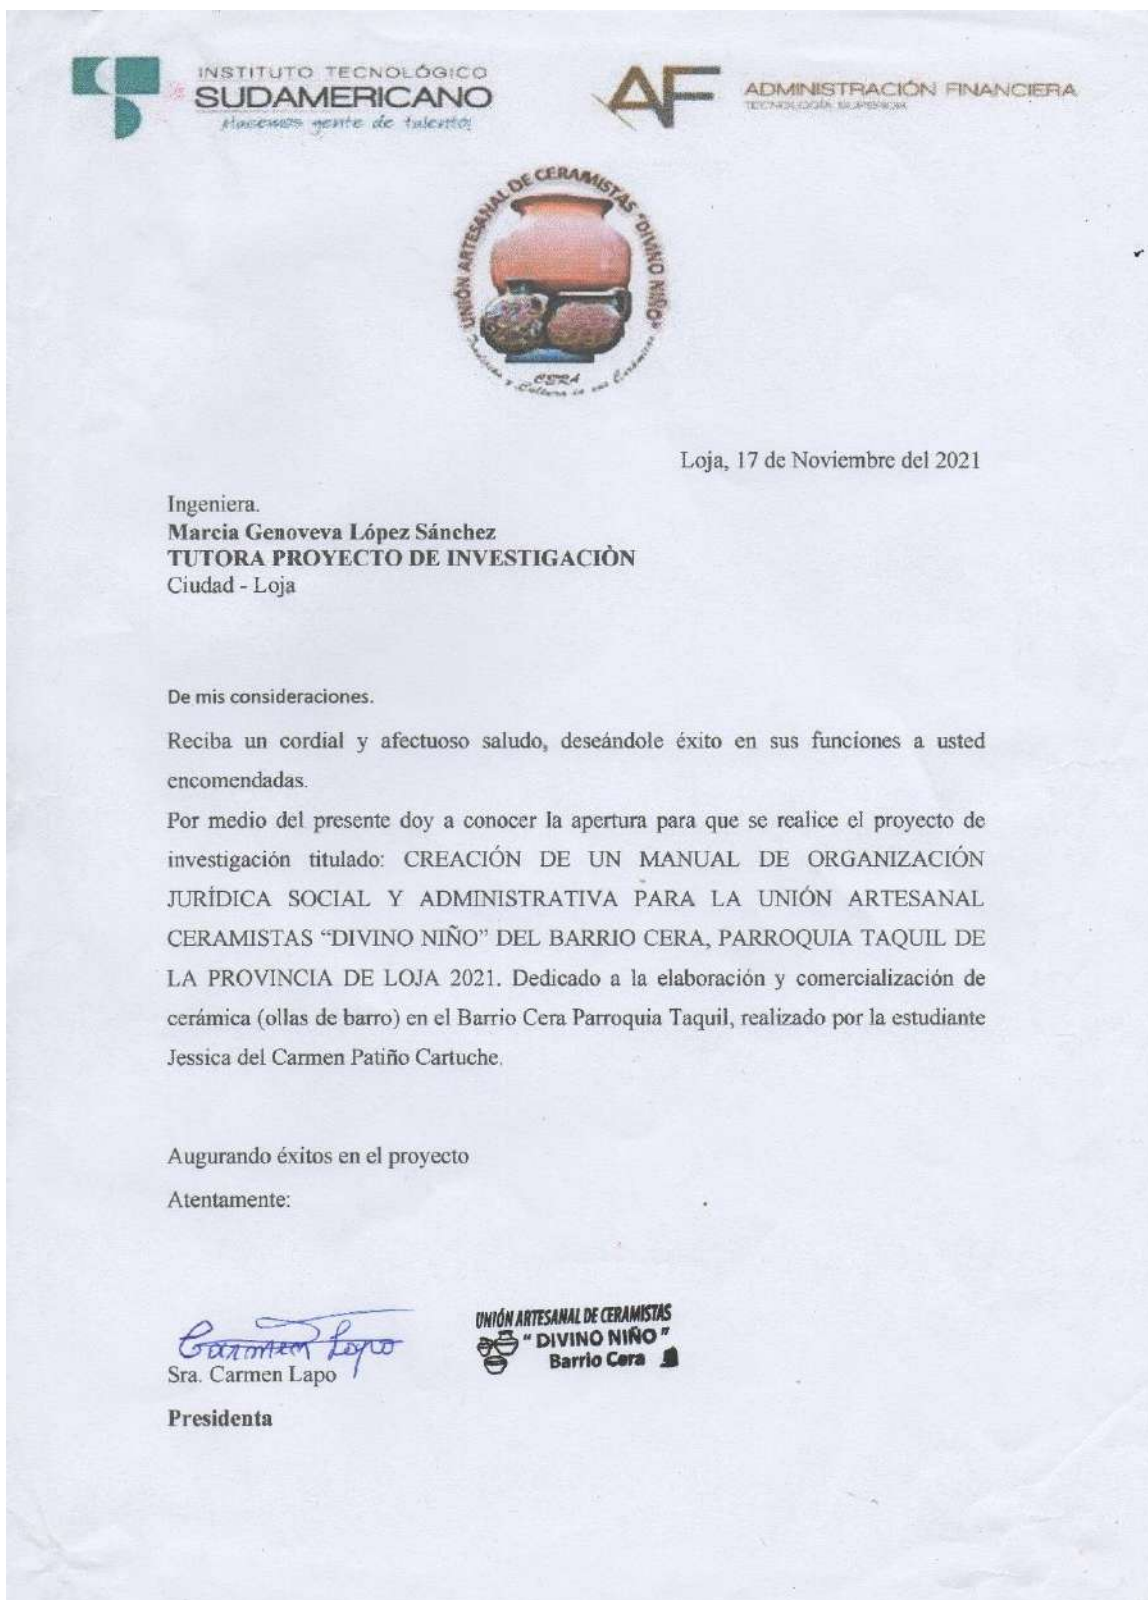 INSTITUTO TECNOLÓGICO
SUDAMERICANO
Hacemos gente de talento!
ADMINISTRACIÓN FINANCIERA
TECNOLOGÍA SUPERIOR
UNIÓN ARTESANAL DE CERAMISTAS "DIVINO NIÑO"
CERA
Tradición y Cultura en sus Cerámicas
Loja, 17 de Noviembre del 2021
Ingeniera.
Marcia Genoveva López Sánchez
TUTORA PROYECTO DE INVESTIGACIÒN
Ciudad - Loja
De mis consideraciones.
Reciba un cordial y afectuoso saludo, deseándole éxito en sus funciones a usted
encomendadas.
Por medio del presente doy a conocer la apertura para que se realice el proyecto de
investigación titulado: CREACIÓN DE UN MANUAL DE ORGANIZACIÓN
JURÍDICA SOCIAL Y ADMINISTRATIVA PARA LA UNIÓN ARTESANAL
CERAMISTAS “DIVINO NIÑO” DEL BARRIO CERA, PARROQUIA TAQUIL DE
LA PROVINCIA DE LOJA 2021. Dedicado a la elaboración y comercialización de
cerámica (ollas de barro) en el Barrio Cera Parroquia Taquil, realizado por la estudiante
Jessica del Carmen Patiño Cartuche.
Augurando éxitos en el proyecto
Atentamente:
Carmen Lapo
Sra. Carmen Lapo
Presidenta
UNIÓN ARTESANAL DE CERAMISTAS
" DIVINO NIÑO "
Barrio Cera